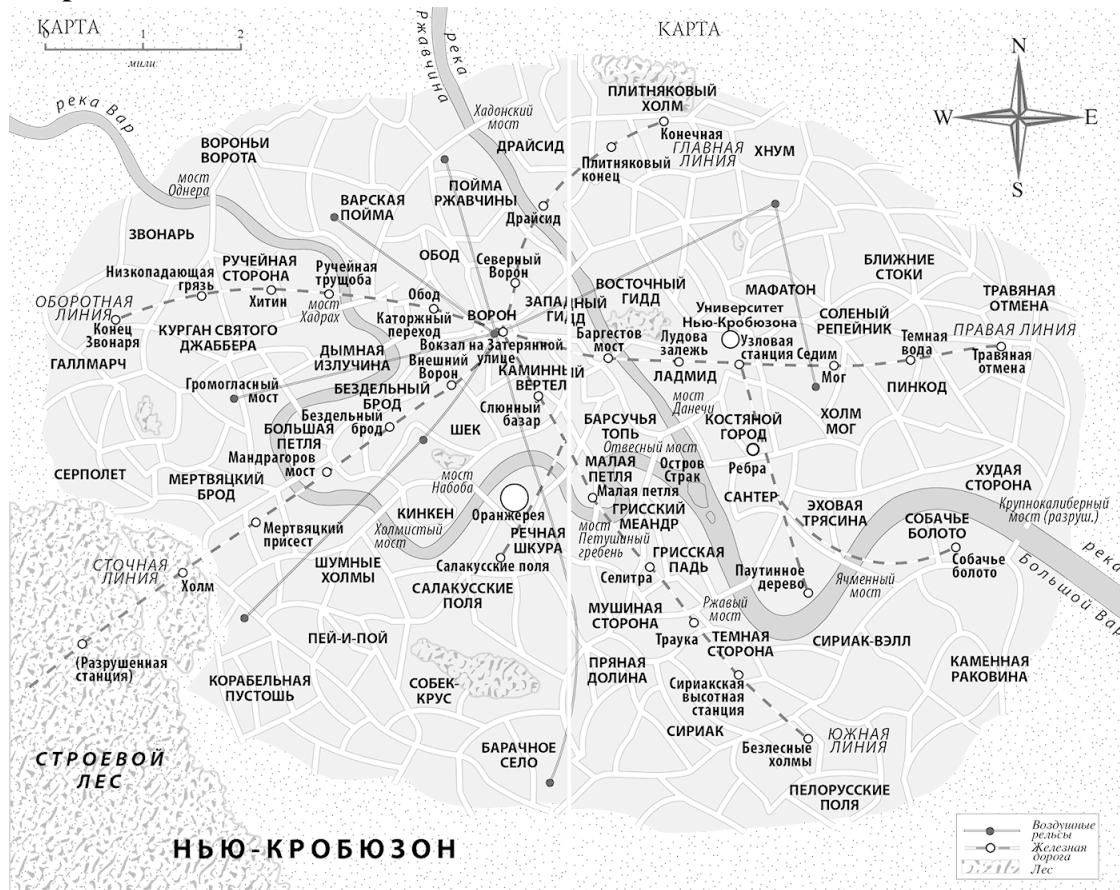 КАРТА
КАРТА
0
1
2
мили:
река Вар
река
Ржавчина
N
W
E
S
Хадонский
мост
ПЛИТНЯКОВЫЙ
ХОЛМ
Конечная
ГЛАВНАЯ
ЛИНИЯ
Плитняковый
конец
ХНУМ
ВОРОНЬИ
ВОРОТА
ДРАЙСИД
мост
Однера
ВАРСКАЯ
ПОЙМА
ПОЙМА
РЖАВЧИНЫ
Драйсид
ЗВОНАРЬ
РУЧЕЙНАЯ
СТОРОНА
Низкопадающая
грязь
Хитин
Ручейная
трущоба
мост
Хадрах
ОБОД
Северный
Ворон
ОБОРОТНАЯ
ЛИНИЯ
Конец
Звонаря
Обод
Каторжный
переход
ВОРОН
ЗАПАДНЫЙ
ГИДД
ВОСТОЧНЫЙ
ГИДД
БЛИЖНИЕ
СТОКИ
МАФАТОН
ТРАВЯНАЯ
ОТМЕНА
Университет
Нью-Кробюзона
СОЛЕНЫЙ
РЕПЕЙНИК
ПРАВАЯ ЛИНИЯ
КУРГАН СВЯТОГО
ДЖАББЕРА
Вокзал на Затерянной
улице
Баргестов
мост
Лудова
залежь
Узловая
станция Седим
Темная
вода
Травяная
отмена
ГАЛЛМАРЧ
ДЫМНАЯ
ИЗЛУЧИНА
Внешний
Ворон
КАМИННЫЙ
ВЕРТЕЛ
ЛАДМИД
Мог
ПИНКОД
Громогласный
мост
БЕЗДЕЛЬНЫЙ
БРОД
Слюнный
базар
мост
Данечи
Бездельный
брод
БОЛЬШАЯ
ПЕТЛЯ
ШЕК
БАРСУЧЬЯ
ТОПЬ
КОСТЯНОЙ
ГОРОД
ХОЛМ
МОГ
Отвесный мост
Мандрагоров
мост
СЕРПОЛЕТ
МЕРТВЯЦКИЙ
БРОД
мост
Набоба
МАЛАЯ
ПЕТЛЯ
Остров
Страк
Ребра
ХУДАЯ
СТОРОНА
Малая петля
САНТЕР
КИНКЕН
Оранжерея
ГРИССКИЙ
МЕАНДР
ЭХОВАЯ
ТРЯСИНА
Крупнокалиберный
мост (разруш.)
СОБАЧЬЕ
БОЛОТО
Мертвяцкий
присест
Холмистый
мост
РЕЧНАЯ
ШКУРА
мост
Петушиный
гребень
Собачье
болото
река
Большой Вар
СТОЧНАЯ
ЛИНИЯ
ШУМНЫЕ
ХОЛМЫ
Салакусские поля
ГРИССКАЯ
ПАДЬ
Холм
САЛАКУССКИЕ
ПОЛЯ
Селитра
Паутинное
дерево
Ячменный
мост
МУШИНАЯ
СТОРОНА
Ржавый
мост
ПЕЙ-И-ПОЙ
Траука
ТЕМНАЯ
СТОРОНА
СИРИАК-ВЭЛЛ
(Разрушенная
станция)
КОРАБЕЛЬНАЯ
ПУСТОШЬ
СОБЕК-
КРУС
ПРЯНАЯ
ДОЛИНА
Сириакская
высотная
станция
КАМЕННАЯ
РАКОВИНА
СИРИАК
СТРОЕВОЙ
ЛЕС
БАРАЧНОЕ
СЕЛО
Безлесные
холмы
ЮЖНАЯ
ЛИНИЯ
ПЕЛОРУССКИЕ
ПОЛЯ
НЬЮ-КРОБЮЗОН
Воздушные
рельсы
Железная
дорога
Лес